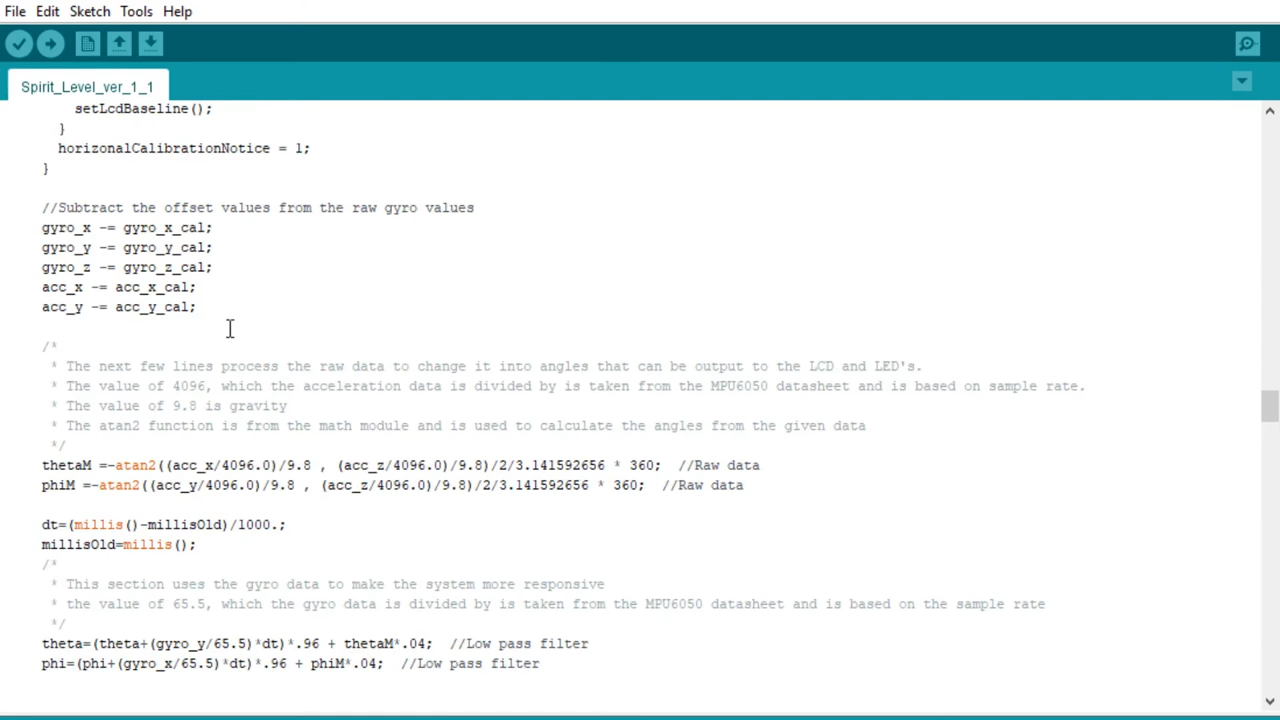 File Edit Sketch Tools Help
Spirit_Level_ver_1_1
setLcdBaseline();
}
horizonalCalibrationNotice = 1;
}
//Subtract the offset values from the raw gyro values
gyro_x -= gyro_x_cal;
gyro_y -= gyro_y_cal;
gyro_z -= gyro_z_cal;
acc_x -= acc_x_cal;
acc_y -= acc_y_cal;
/*
* The next few lines process the raw data to change it into angles that can be output to the LCD and LED's.
* The value of 4096, which the acceleration data is divided by is taken from the MPU6050 datasheet and is based on sample rate.
* The value of 9.8 is gravity
* The atan2 function is from the math module and is used to calculate the angles from the given data
*/
thetaM =-atan2((acc_x/4096.0)/9.8 , (acc_z/4096.0)/9.8)/2/3.141592656 * 360; //Raw data
phiM =-atan2((acc_y/4096.0)/9.8 , (acc_z/4096.0)/9.8)/2/3.141592656 * 360; //Raw data
dt=(millis()-millisOld)/1000.;
millisOld=millis();
/*
* This section uses the gyro data to make the system more responsive
* the value of 65.5, which the gyro data is divided by is taken from the MPU6050 datasheet and is based on the sample rate
*/
theta=(theta+(gyro_y/65.5)*dt)*.96 + thetaM*.04; //Low pass filter
phi=(phi+(gyro_x/65.5)*dt)*.96 + phiM*.04; //Low pass filter